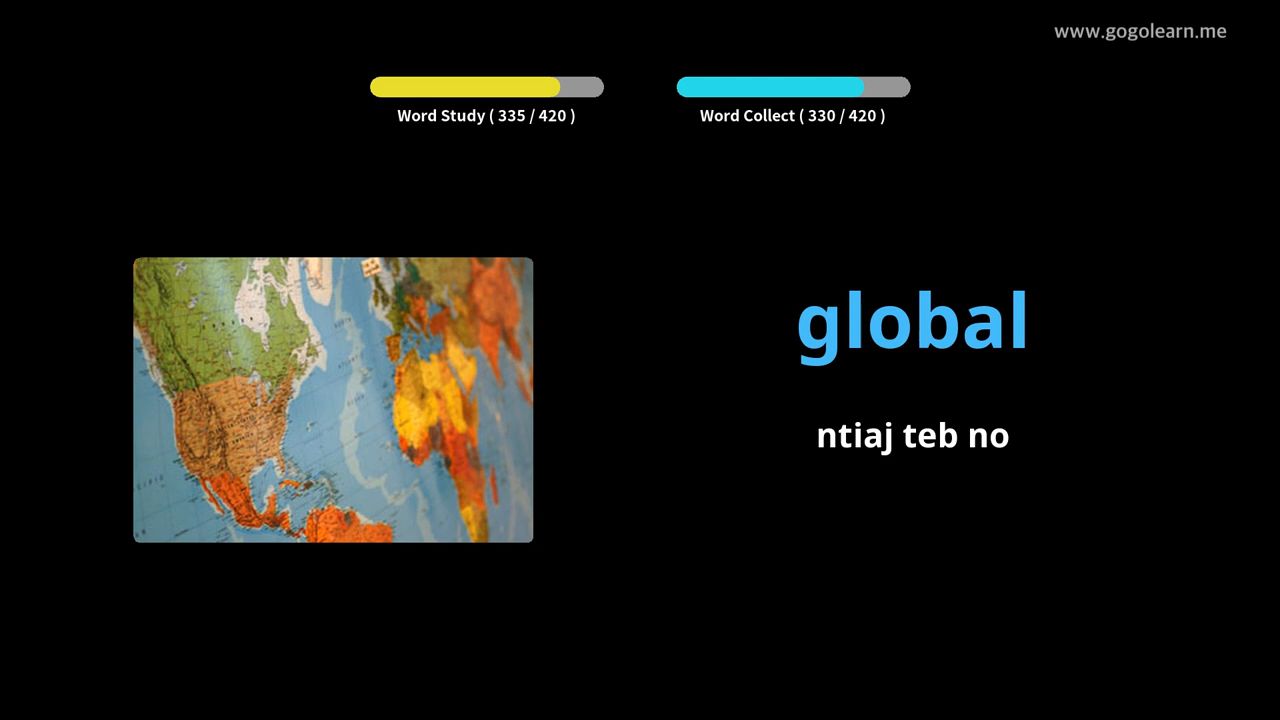 www.gogolearn.me
Word Study ( 335 / 420 )
Word Collect ( 330 / 420 )
global
ntiaj teb no